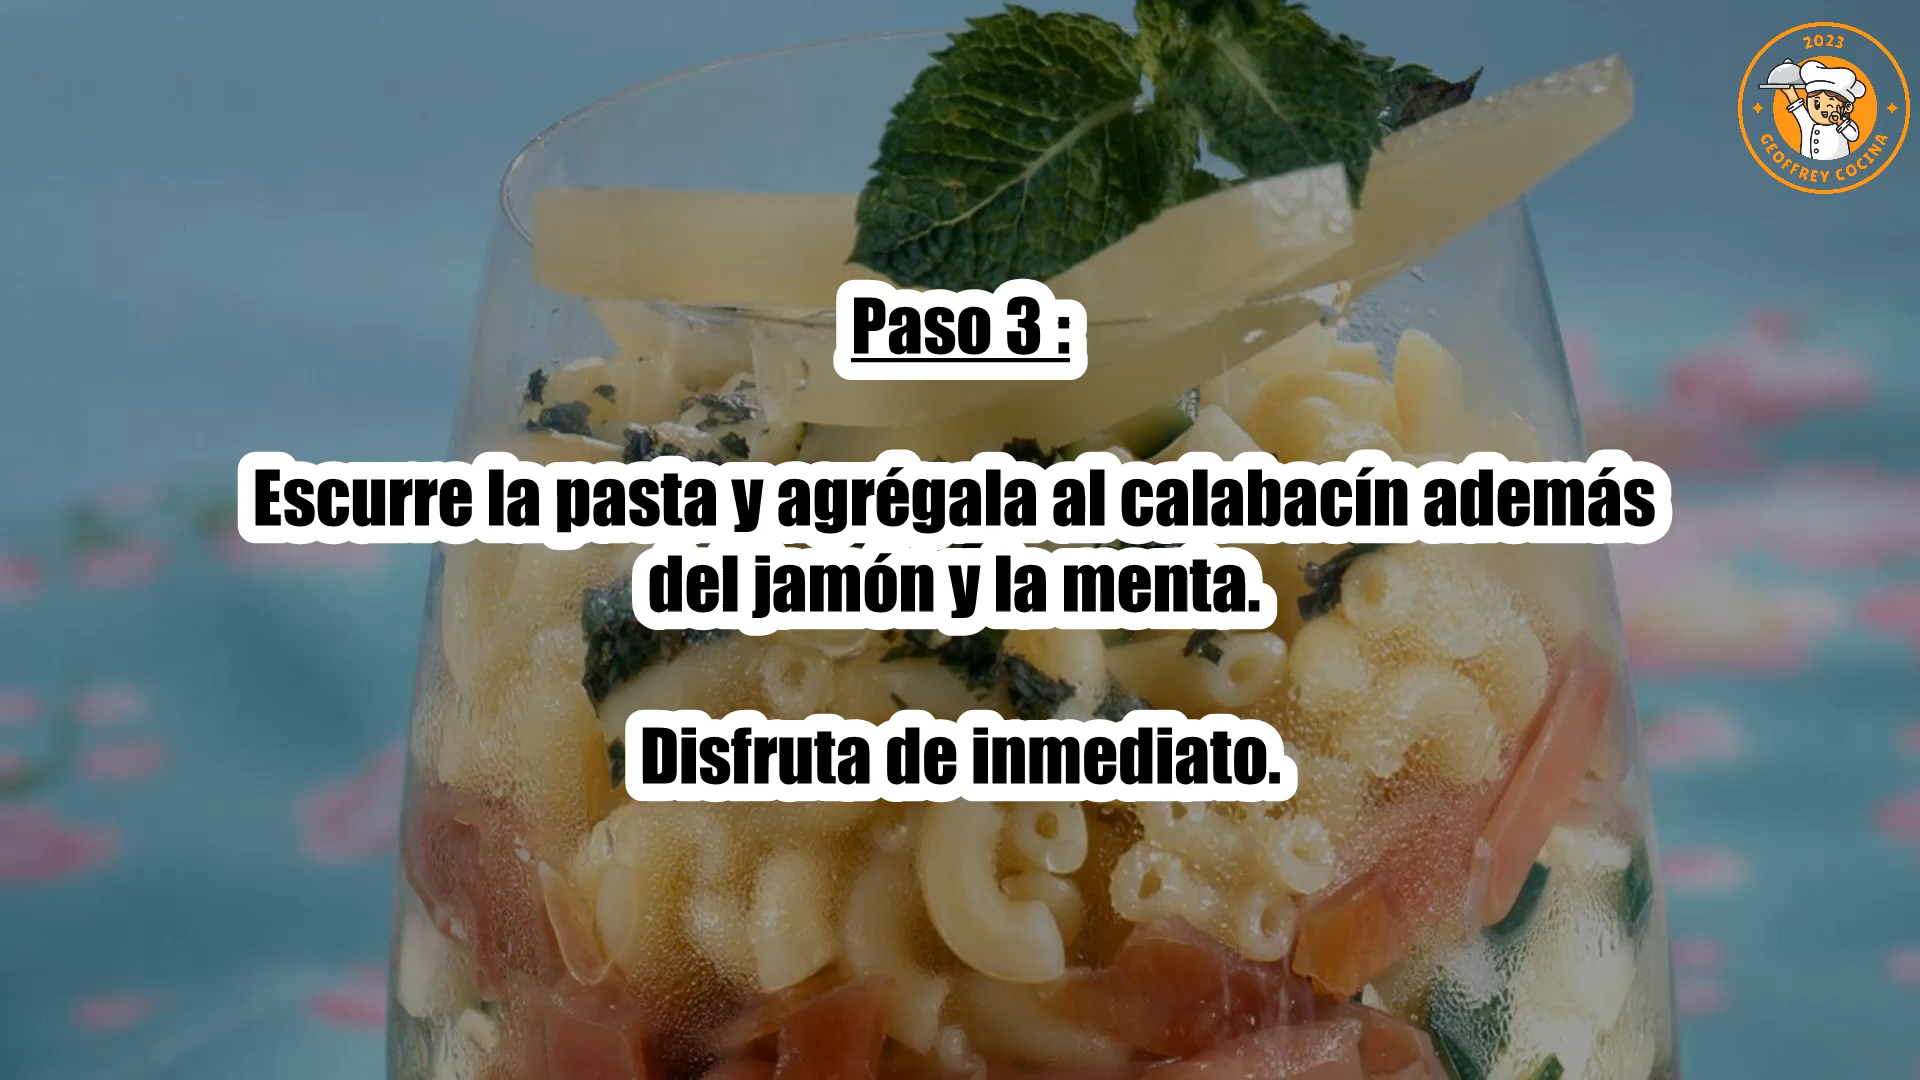 2023
GEOFFREY COCINA
Paso 3 :
Escurre la pasta y agrégala al calabacín además
del jamón y la menta.
Disfruta de inmediato.